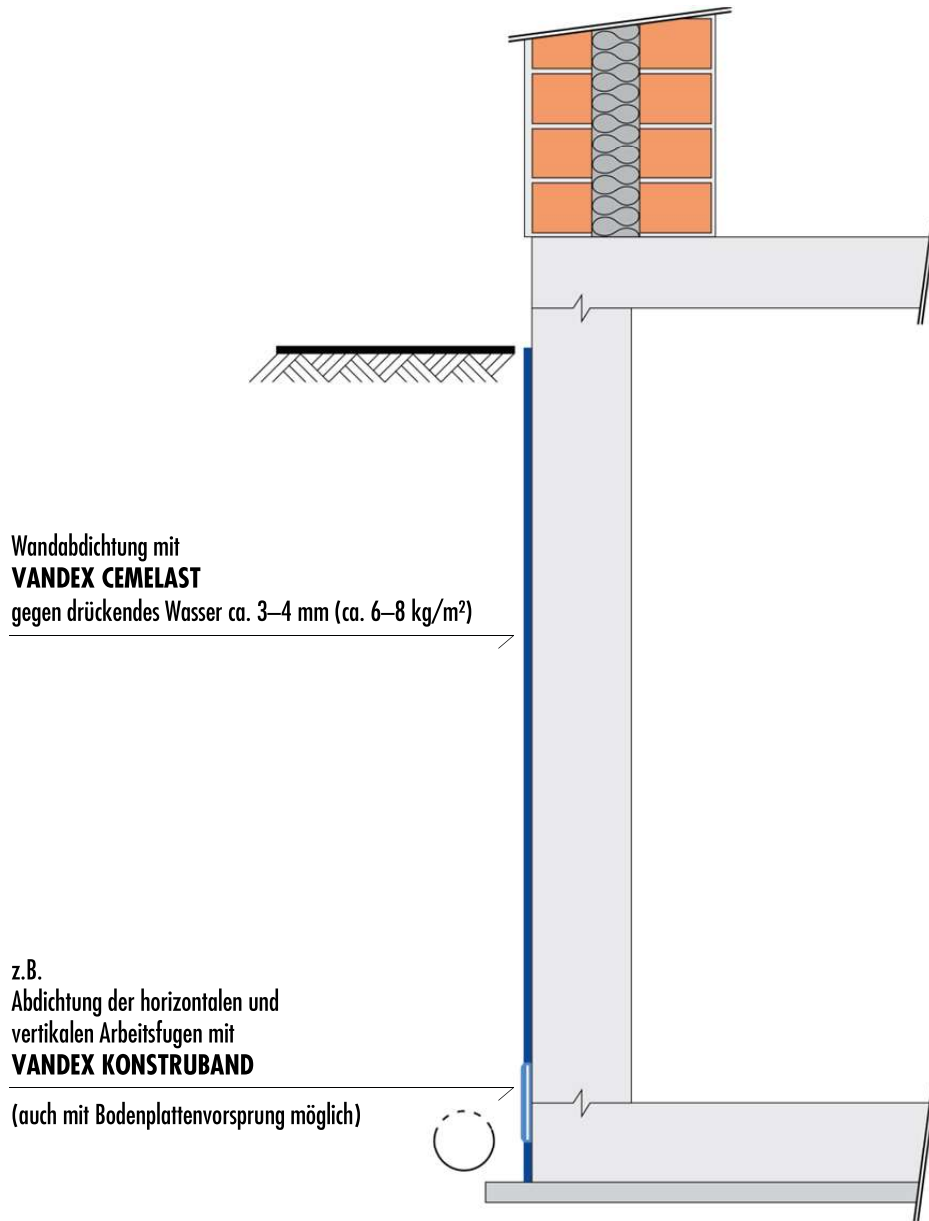 Wandabdichtung mit
VANDEX CEMELAST
gegen drückendes Wasser ca. 3–4 mm (ca. 6–8 kg/m²)
z.B.
Abdichtung der horizontalen und
vertikalen Arbeitsfugen mit
VANDEX KONSTRUBAND
(auch mit Bodenplattenvorsprung möglich)